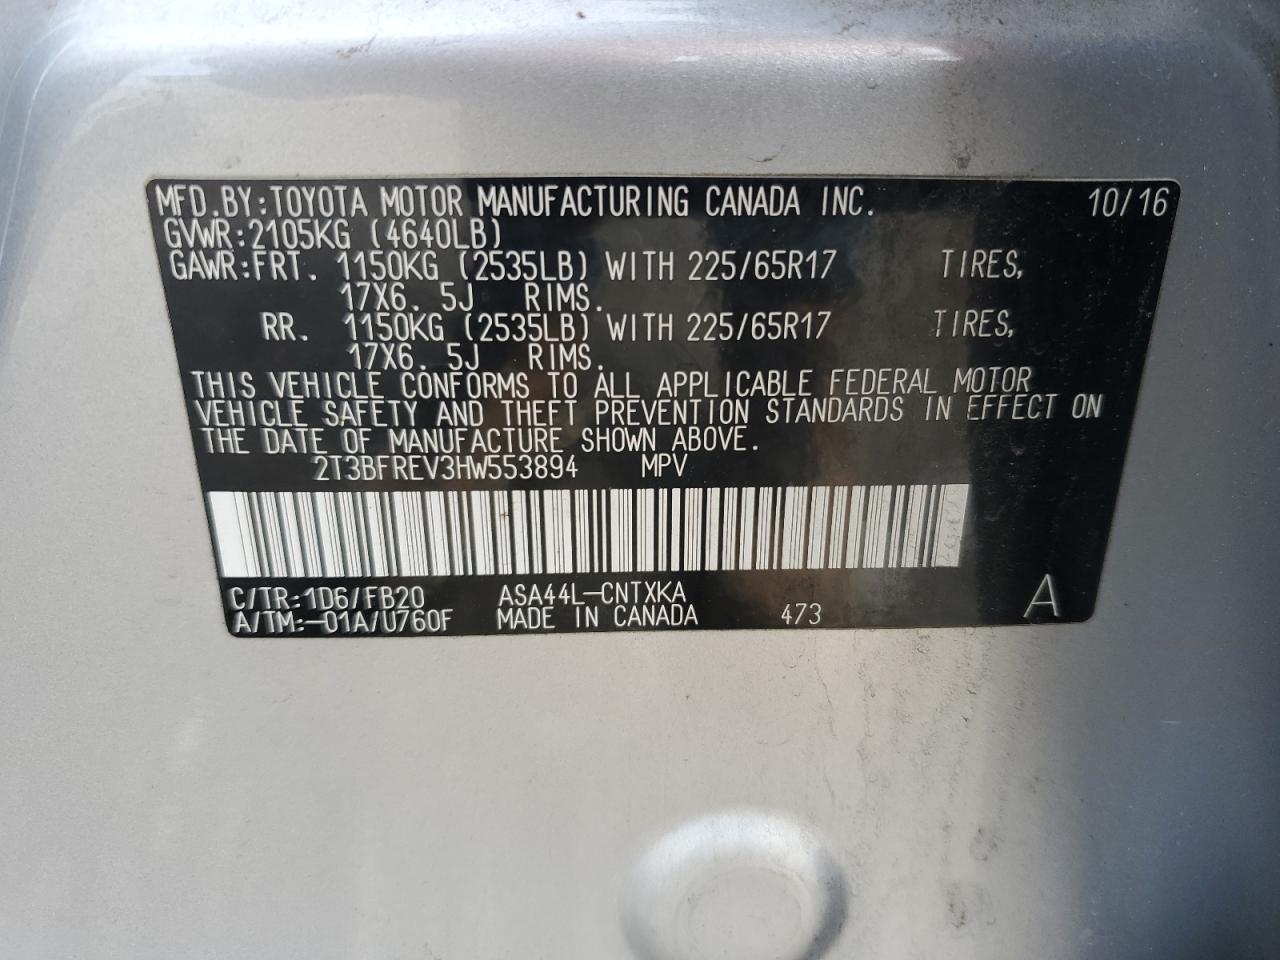 MFD.BY:TOYOTA MOTOR MANUFACTURING CANADA INC. 10/16
GVWR:2105KG (4640LB)
GAWR:FRT. 1150KG (2535LB) WITH 225/65R17 TIRES,
17X6. 5J RIMS.
RR. 1150KG (2535LB) WITH 225/65R17 TIRES,
17X6. 5J RIMS.
THIS VEHICLE CONFORMS TO ALL APPLICABLE FEDERAL MOTOR
VEHICLE SAFETY AND THEFT PREVENTION STANDARDS IN EFFECT ON
THE DATE OF MANUFACTURE SHOWN ABOVE.
2T3BFREV3HW553894 MPV
C/TR:1D6/FB20 ASA44L-CNTXKA
A/TM:-01A/U760F MADE IN CANADA 473 A